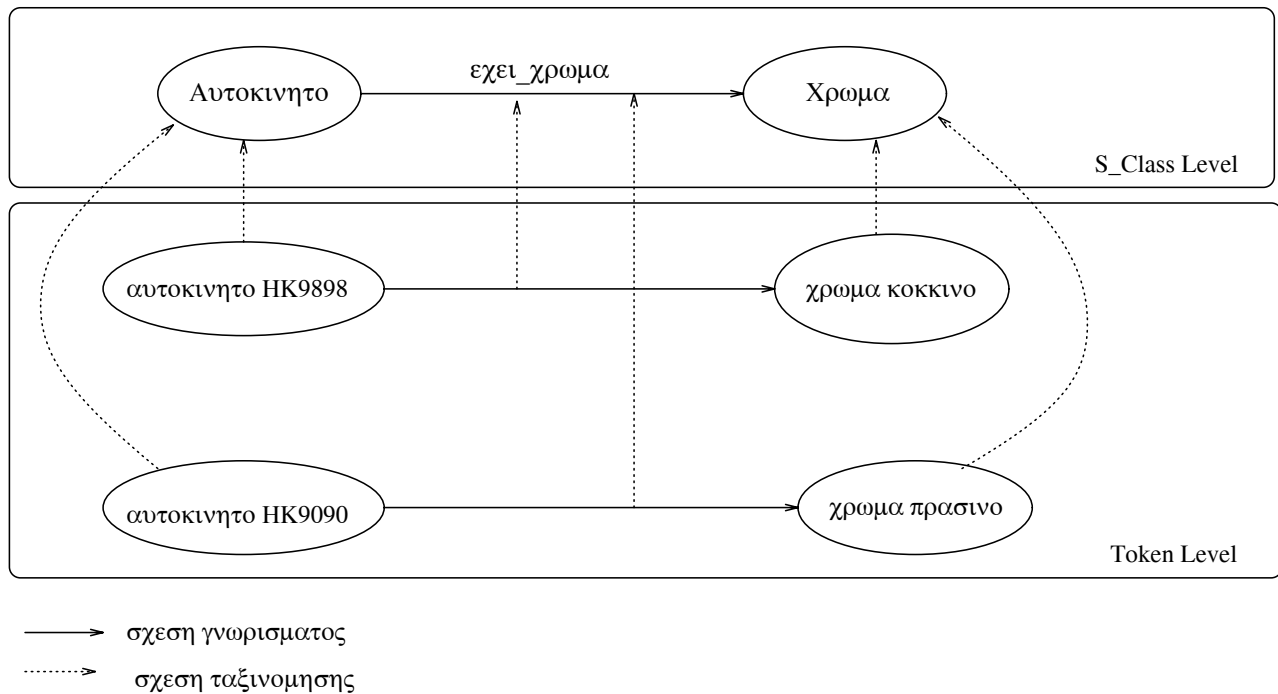 εχει_χρωμα
Αυτοκινητο
Χρωμα
S_Class Level
αυτοκινητο ΗΚ9898
χρωμα κοκκινο
αυτοκινητο ΗΚ9090
χρωμα πρασινο
Token Level
σχεση γνωρισματος
σχεση ταξινομησης